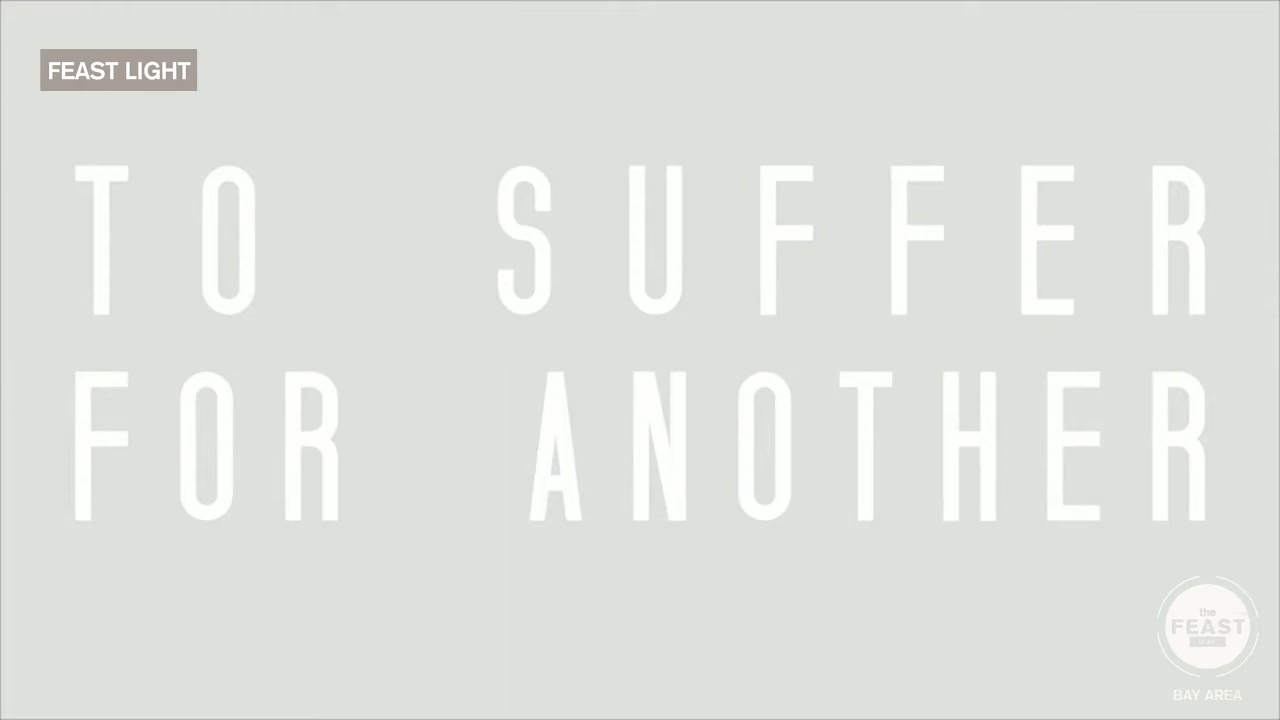 FEAST LIGHT
TO SUFFER
FOR ANOTHER
the
FEAST
BAY AREA